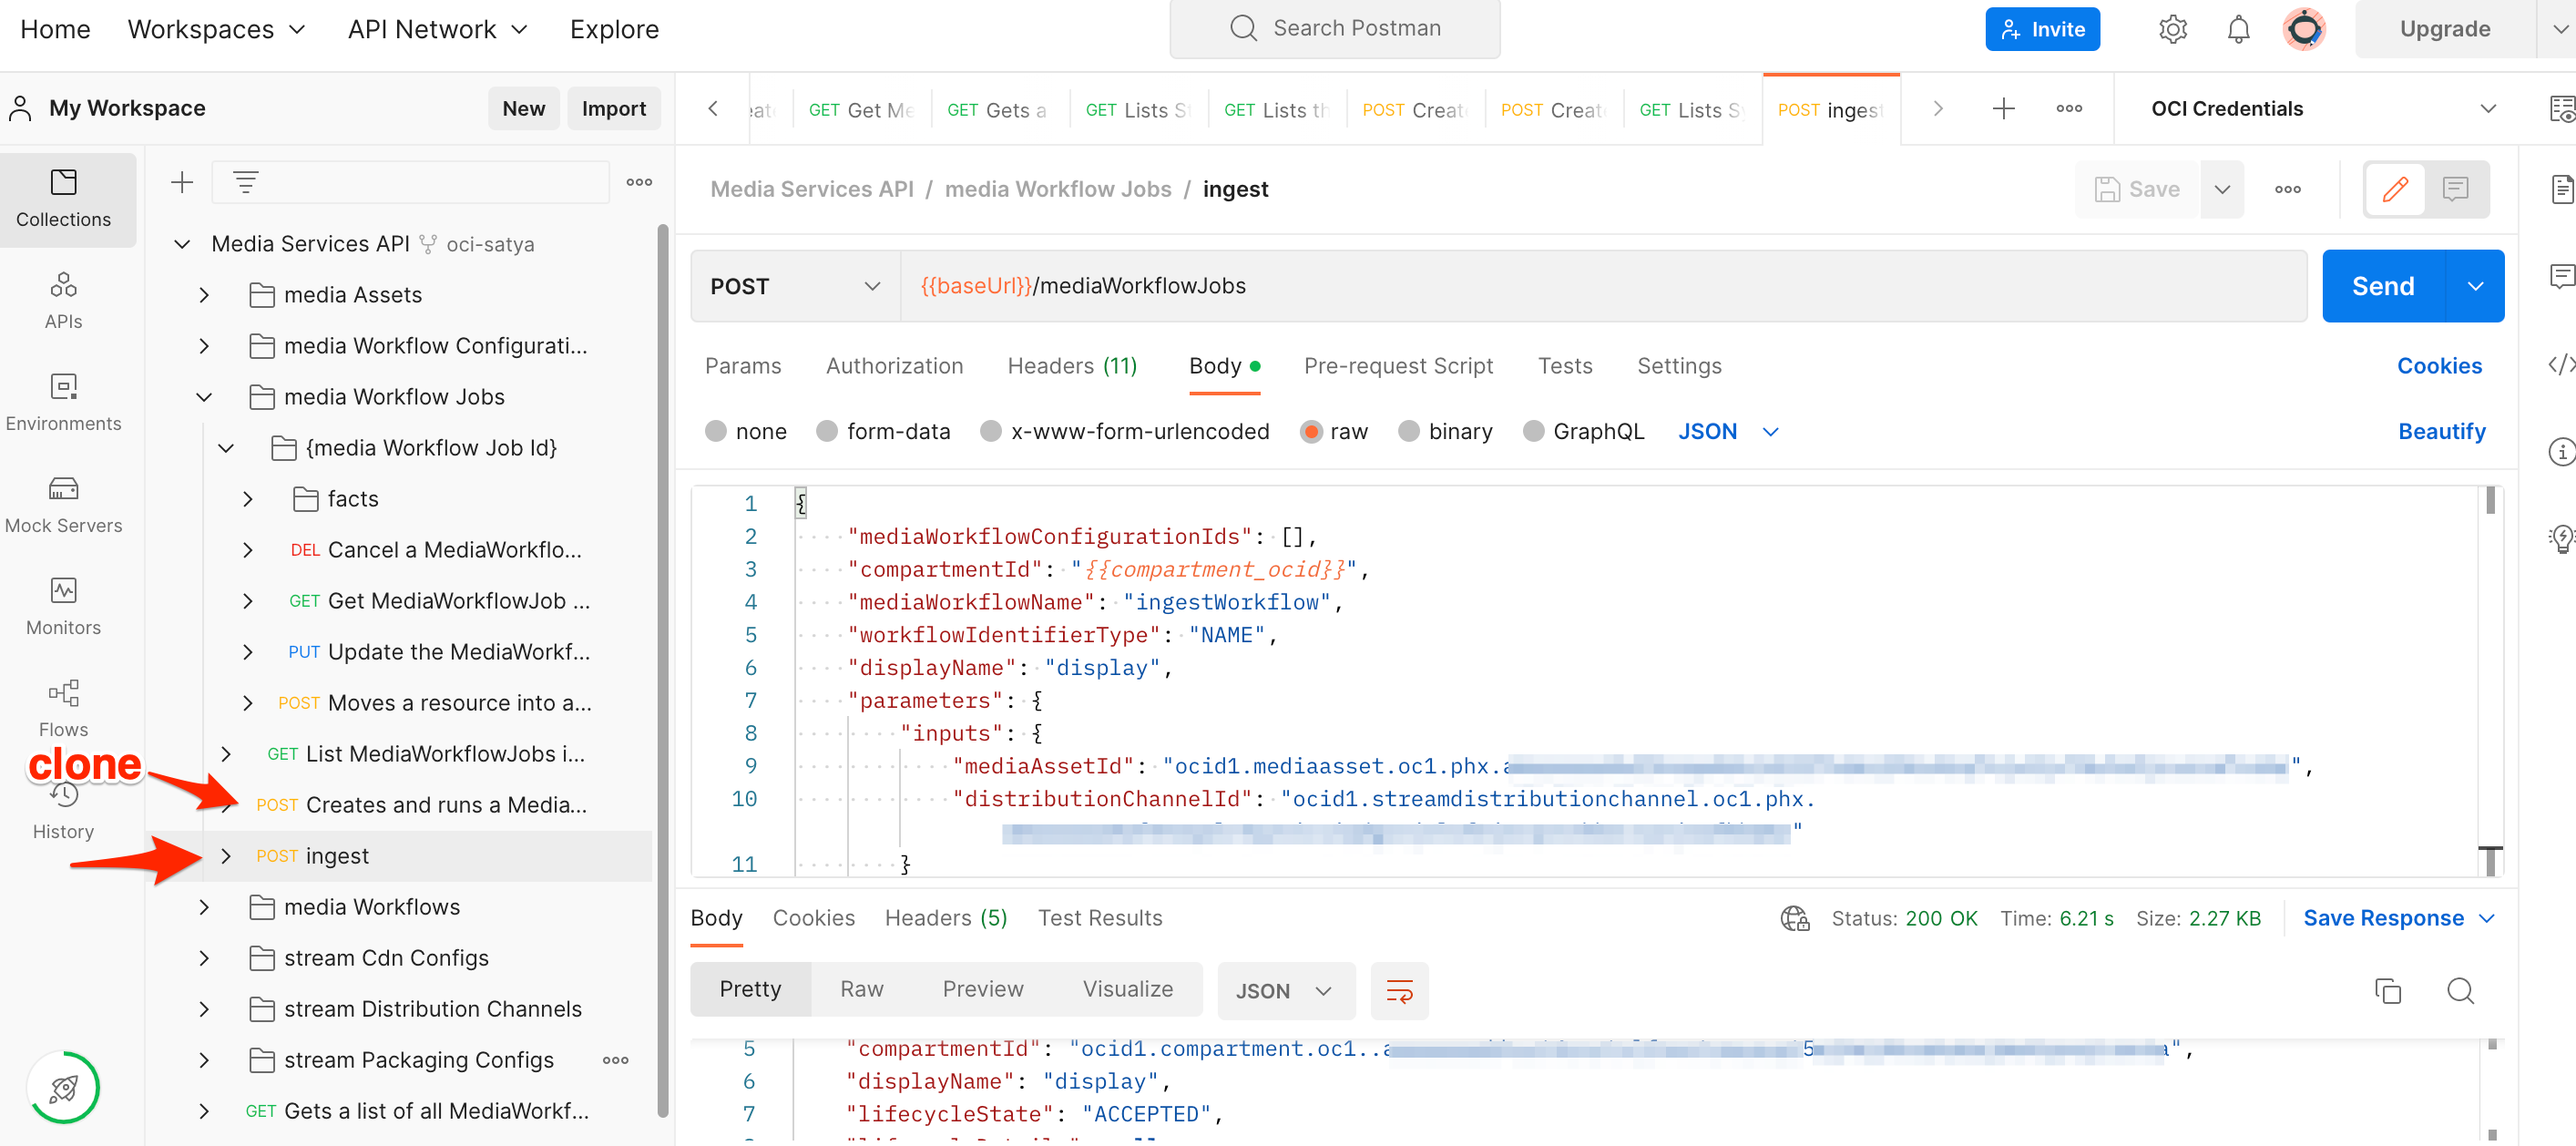 Home Workspaces API Network Explore Search Postman Invite Upgrade
My Workspace New Import
GET Get Me GET Gets a GET Lists St GET Lists th POST Creat POST Creat GET Lists Sy POST inges OCI Credentials
Collections
APIs
Environments
Mock Servers
Monitors
Flows
clone
History
Media Services API oci-satya
media Assets
media Workflow Configurati...
media Workflow Jobs
{media Workflow Job Id}
facts
DEL Cancel a MediaWorkflo...
GET Get MediaWorkflowJob ...
PUT Update the MediaWorkf...
POST Moves a resource into a...
GET List MediaWorkflowJobs i...
POST Creates and runs a Media...
POST ingest
media Workflows
stream Cdn Configs
stream Distribution Channels
stream Packaging Configs
GET Gets a list of all MediaWorkf...
Media Services API / media Workflow Jobs / ingest Save
POST {{baseUrl}}/mediaWorkflowJobs Send
Params Authorization Headers (11) Body Pre-request Script Tests Settings Cookies
none form-data x-www-form-urlencoded raw binary GraphQL JSON Beautify
1 {
2 "mediaWorkflowConfigurationIds": [],
3 "compartmentId": "{{compartment_ocid}}",
4 "mediaWorkflowName": "ingestWorkflow",
5 "workflowIdentifierType": "NAME",
6 "displayName": "display",
7 "parameters": {
8 "inputs": {
9 "mediaAssetId": "ocid1.mediaasset.oc1.phx. ",
10 "distributionChannelId": "ocid1.streamdistributionchannel.oc1.phx.
"
11 }
Body Cookies Headers (5) Test Results Status: 200 OK Time: 6.21 s Size: 2.27 KB Save Response
Pretty Raw Preview Visualize JSON
5 "compartmentId": "ocid1.compartment.oc1.. ",
6 "displayName": "display",
7 "lifecycleState": "ACCEPTED",